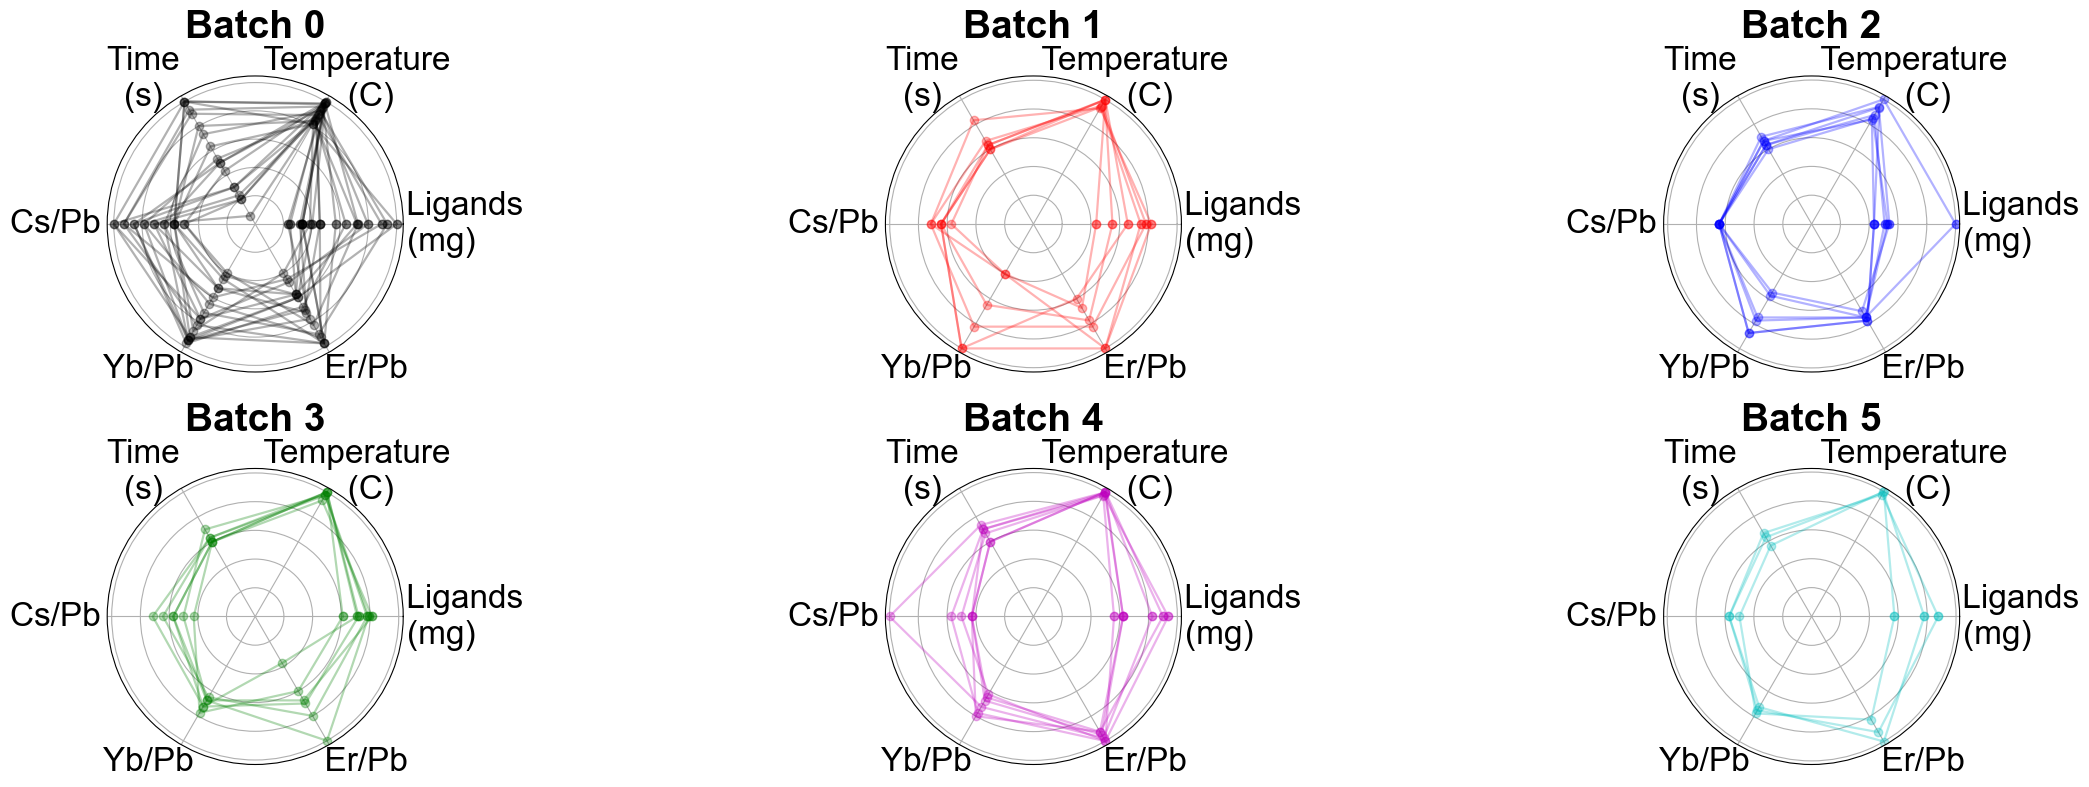 Batch 0
Time
(s)
Temperature
(C)
Cs/Pb
Ligands
(mg)
Yb/Pb
Er/Pb
Batch 1
Time
(s)
Temperature
(C)
Cs/Pb
Ligands
(mg)
Yb/Pb
Er/Pb
Batch 2
Time
(s)
Temperature
(C)
Cs/Pb
Ligands
(mg)
Yb/Pb
Er/Pb
Batch 3
Time
(s)
Temperature
(C)
Cs/Pb
Ligands
(mg)
Yb/Pb
Er/Pb
Batch 4
Time
(s)
Temperature
(C)
Cs/Pb
Ligands
(mg)
Yb/Pb
Er/Pb
Batch 5
Time
(s)
Temperature
(C)
Cs/Pb
Ligands
(mg)
Yb/Pb
Er/Pb